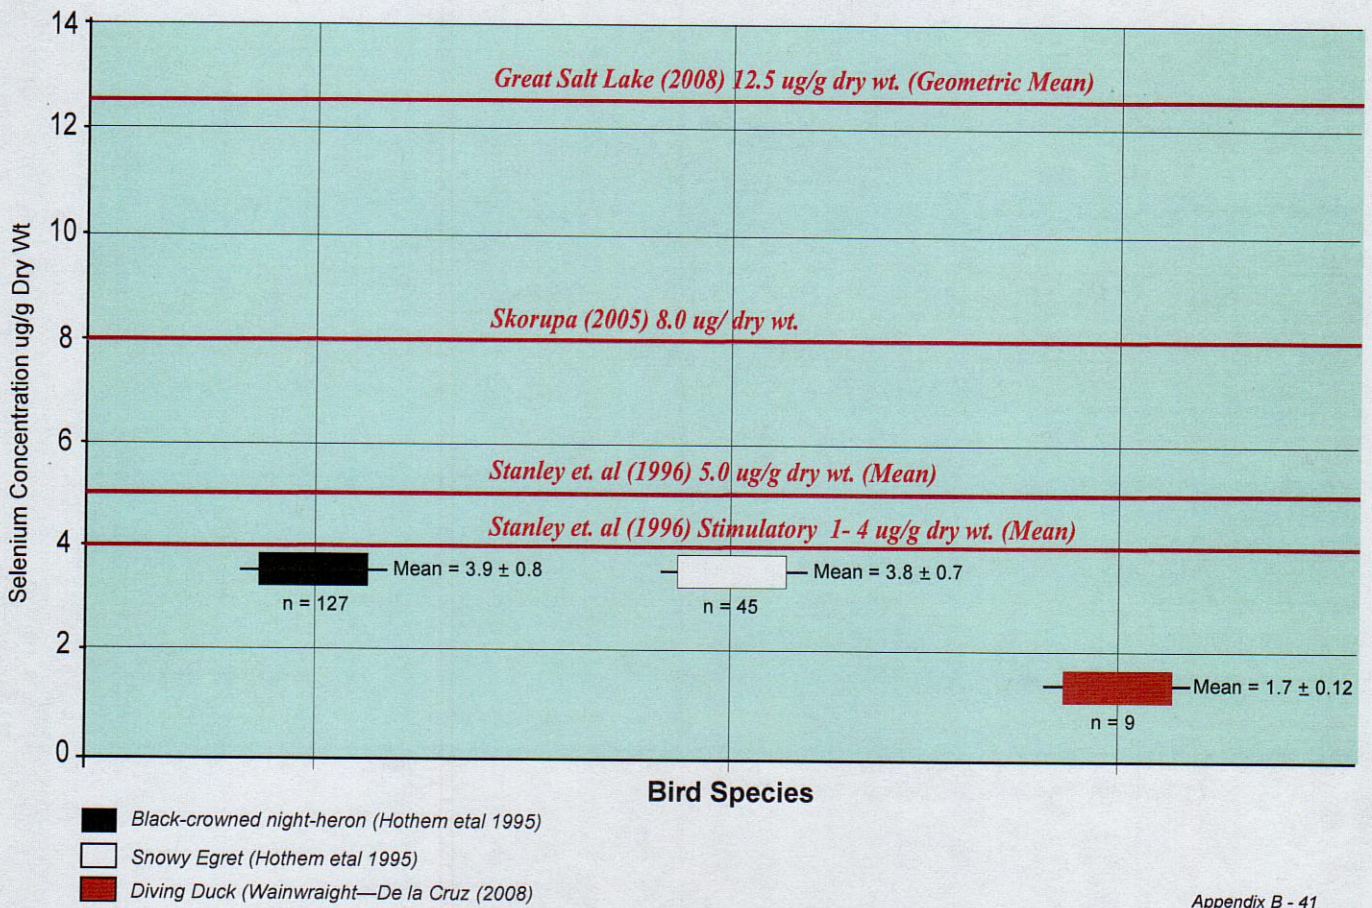 14
Great Salt Lake (2008) 12.5 ug/g dry wt. (Geometric Mean)
12
10
Skorupa (2005) 8.0 ug/ dry wt.
8
6
Stanley et. al (1996) 5.0 ug/g dry wt. (Mean)
Stanley et. al (1996) Stimulatory 1- 4 ug/g dry wt. (Mean)
4
Mean = 3.9 ± 0.8
n = 127
Mean = 3.8 ± 0.7
n = 45
2
Mean = 1.7 ± 0.12
n = 9
0
Selenium Concentration ug/g Dry Wt
Bird Species
Black-crowned night-heron (Hothem etal 1995)
Snowy Egret (Hothem etal 1995)
Diving Duck (Wainwraight—De la Cruz (2008)
Appendix B - 41